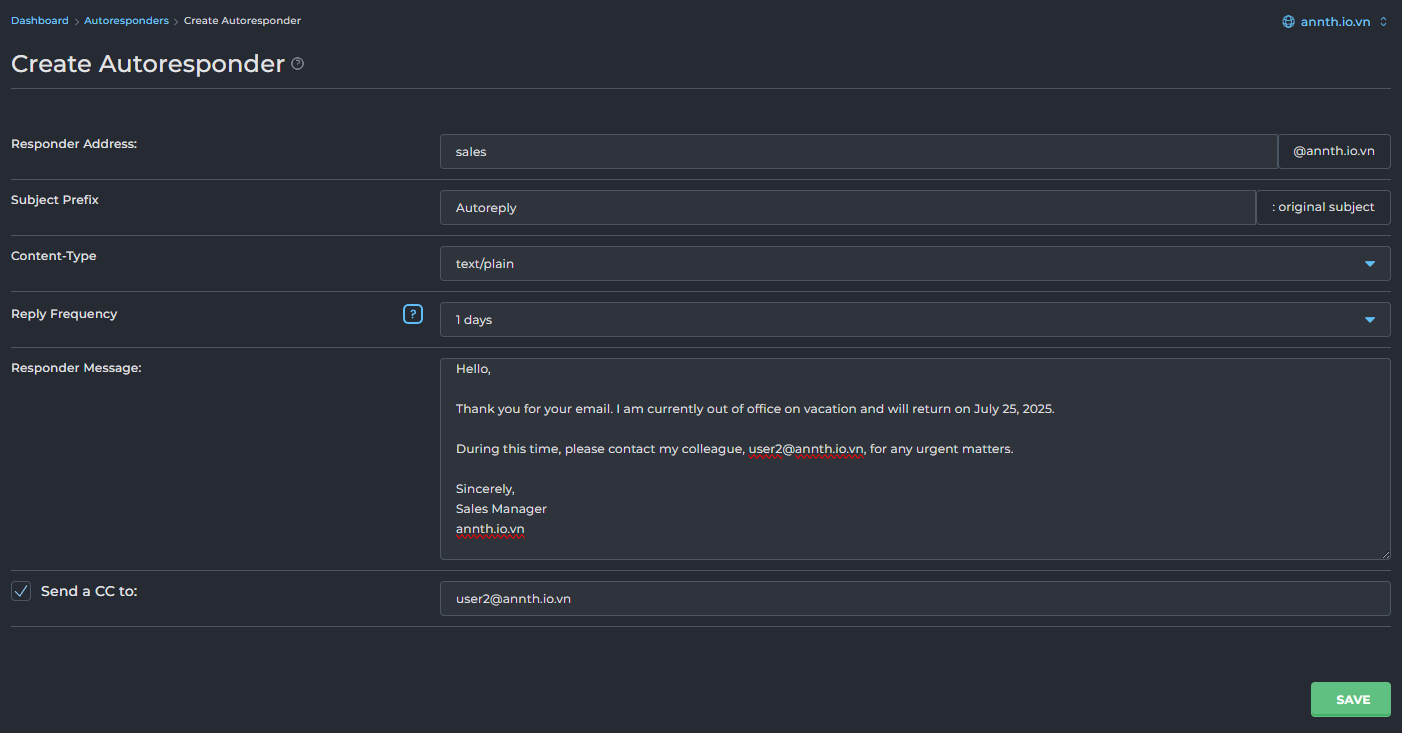 Dashboard > Autoresponders > Create Autoresponder
annth.io.vn
Create Autoresponder ?
Responder Address:
sales
@annth.io.vn
Subject Prefix
Autoreply
: original subject
Content-Type
text/plain
Reply Frequency
?
1 days
Responder Message:
Hello,
Thank you for your email. I am currently out of office on vacation and will return on July 25, 2025.
During this time, please contact my colleague, user2@annth.io.vn, for any urgent matters.
Sincerely,
Sales Manager
annth.io.vn
Send a CC to:
user2@annth.io.vn
SAVE